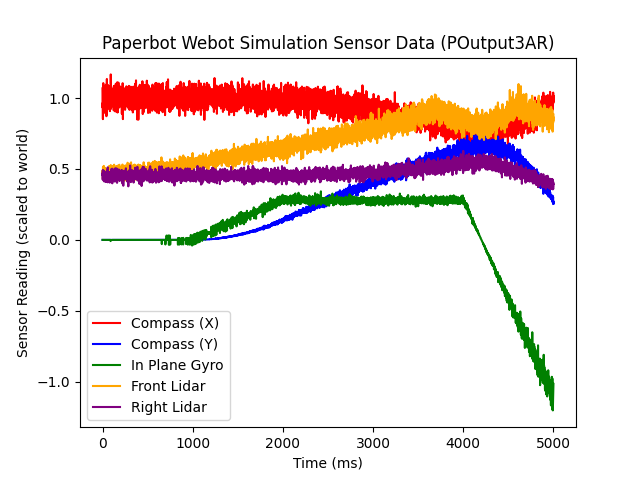 Paperbot Webot Simulation Sensor Data (POutput3AR)
1.0
0.5
0.0
−0.5
−1.0
Sensor Reading (scaled to world)
Compass (X)
Compass (Y)
In Plane Gyro
Front Lidar
Right Lidar
0 1000 2000 3000 4000 5000
Time (ms)